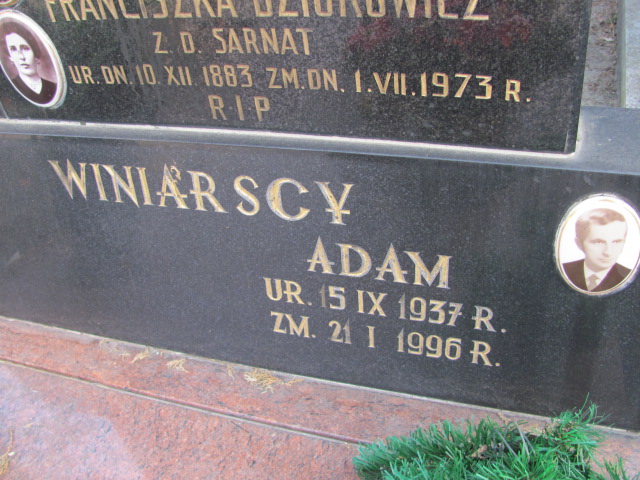 FRANCISZKA DZIUROWICZ
Z. D. SARNAT
UR. DN. 10. XII. 1883. ZM. DN. 1. VII. 1973 R.
R I P
WINIARSCY
ADAM
UR. 15 IX 1937 R.
ZM. 21 I 1996 R.